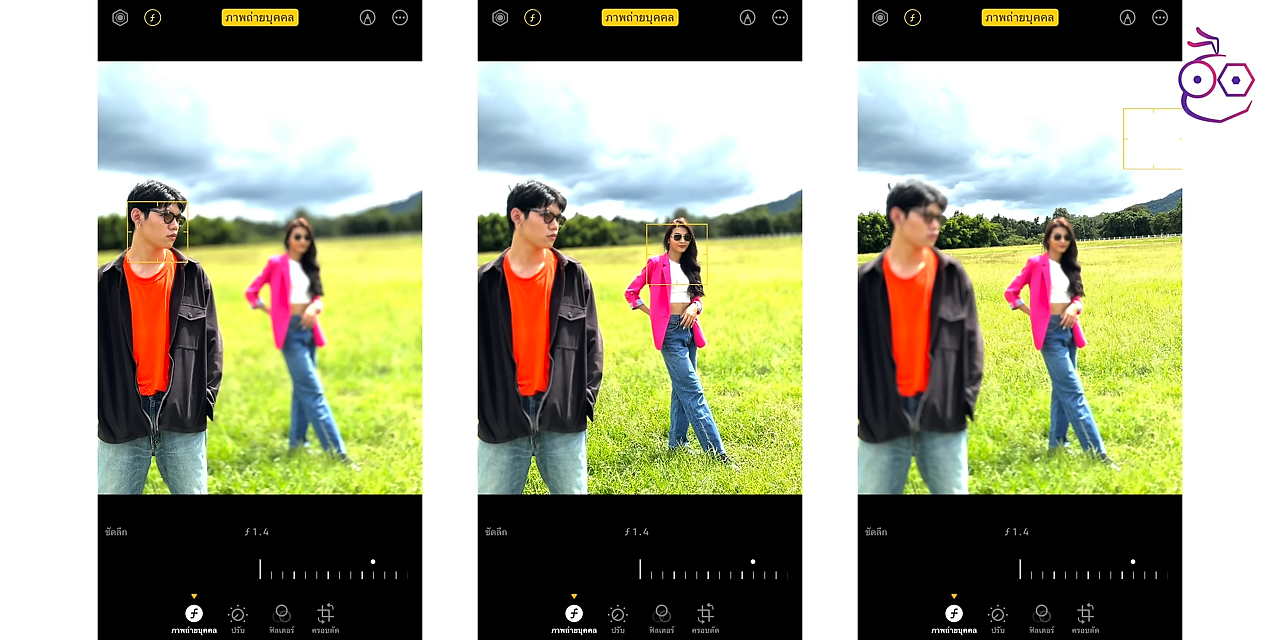 ภาพถ่ายบุคคล
ชัดลึก
ƒ 1.4
ภาพถ่ายบุคคล
ปรับ
ฟิลเตอร์
ครอบตัด
ภาพถ่ายบุคคล
ชัดลึก
ƒ 1.4
ภาพถ่ายบุคคล
ปรับ
ฟิลเตอร์
ครอบตัด
ภาพถ่ายบุคคล
ชัดลึก
ƒ 1.4
ภาพถ่ายบุคคล
ปรับ
ฟิลเตอร์
ครอบตัด